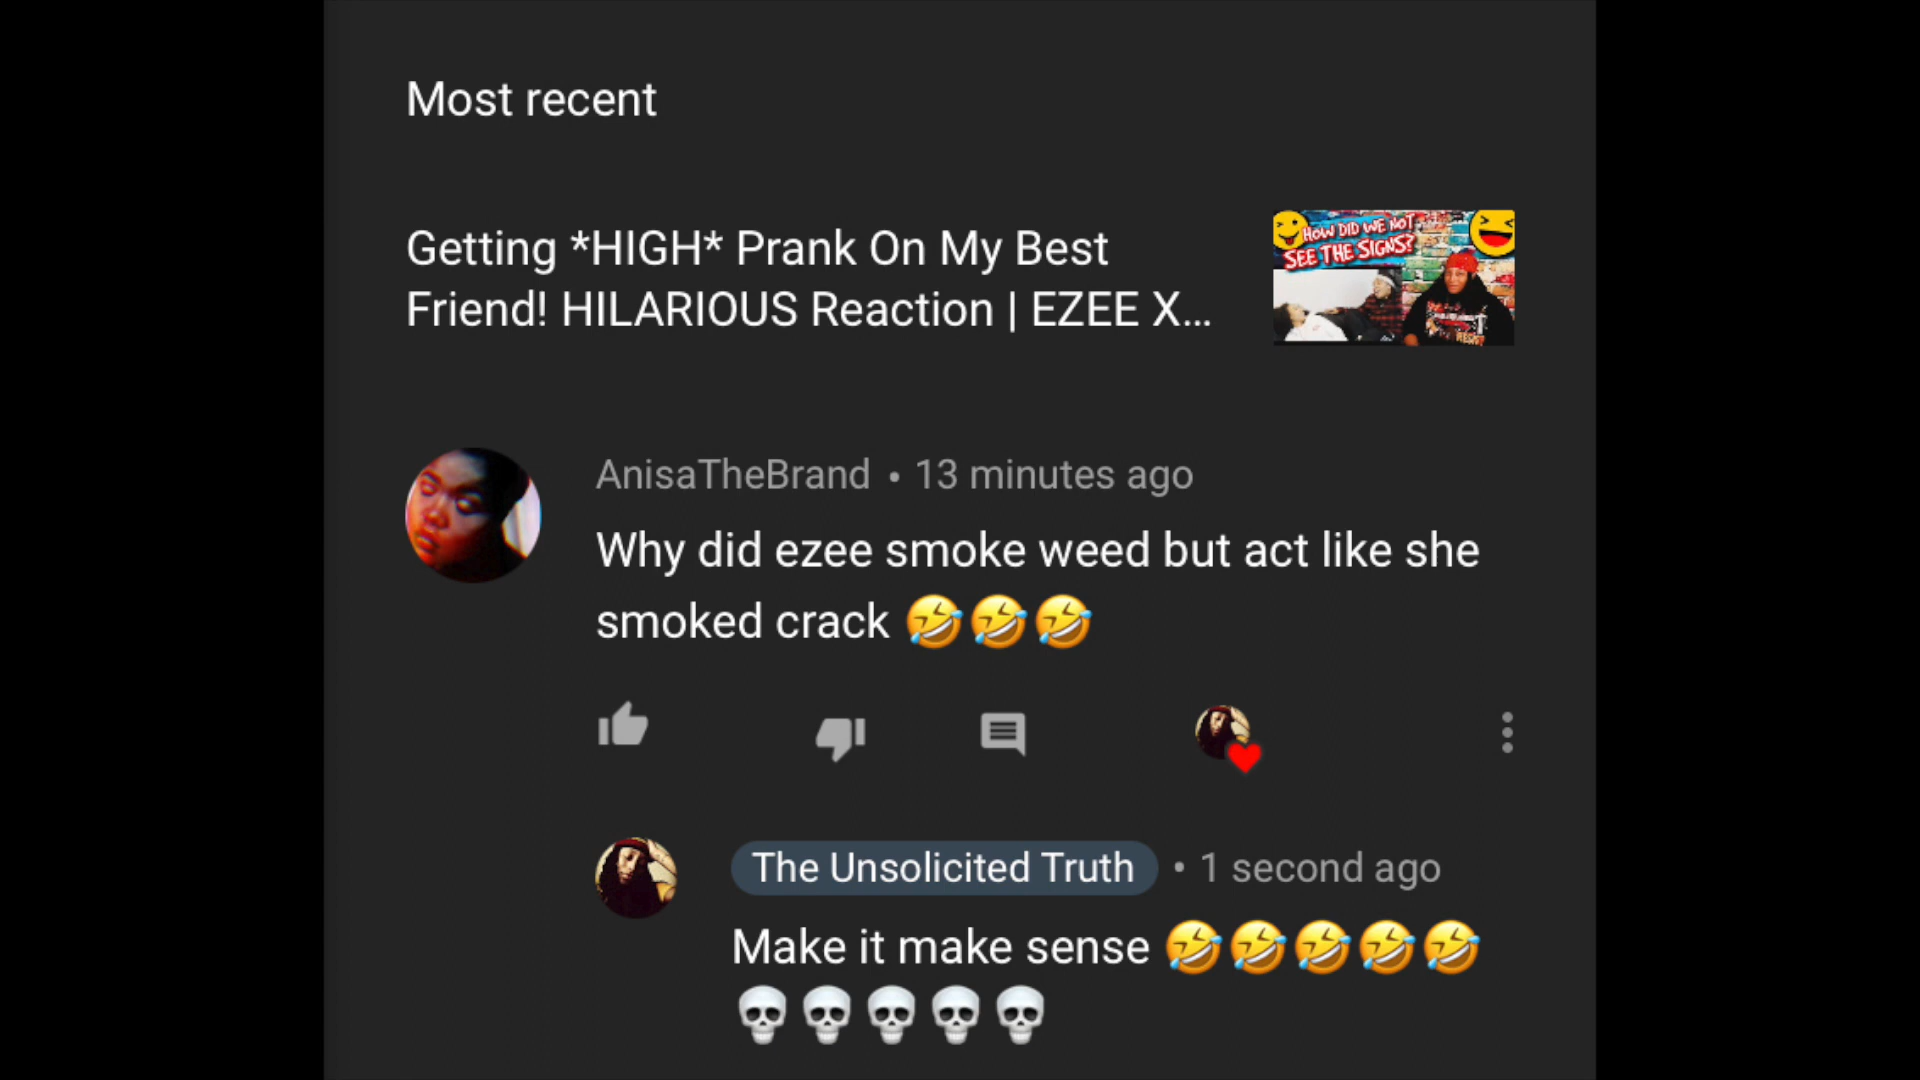 Most recent
Getting *HIGH* Prank On My Best
Friend! HILARIOUS Reaction | EZEE X...
HOW DID WE NOT
SEE THE SIGNS?
AnisaTheBrand • 13 minutes ago
Why did ezee smoke weed but act like she
smoked crack 🤣🤣🤣
The Unsolicited Truth • 1 second ago
Make it make sense 🤣🤣🤣🤣🤣
💀💀💀💀💀